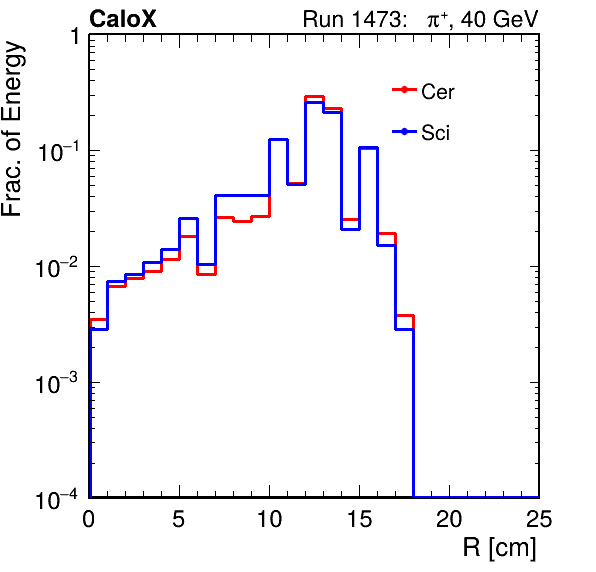 CaloX Run 1473: π⁺, 40 GeV
Frac. of Energy
1
10⁻¹
10⁻²
10⁻³
10⁻⁴
Cer
Sci
0 5 10 15 20 25
R [cm]